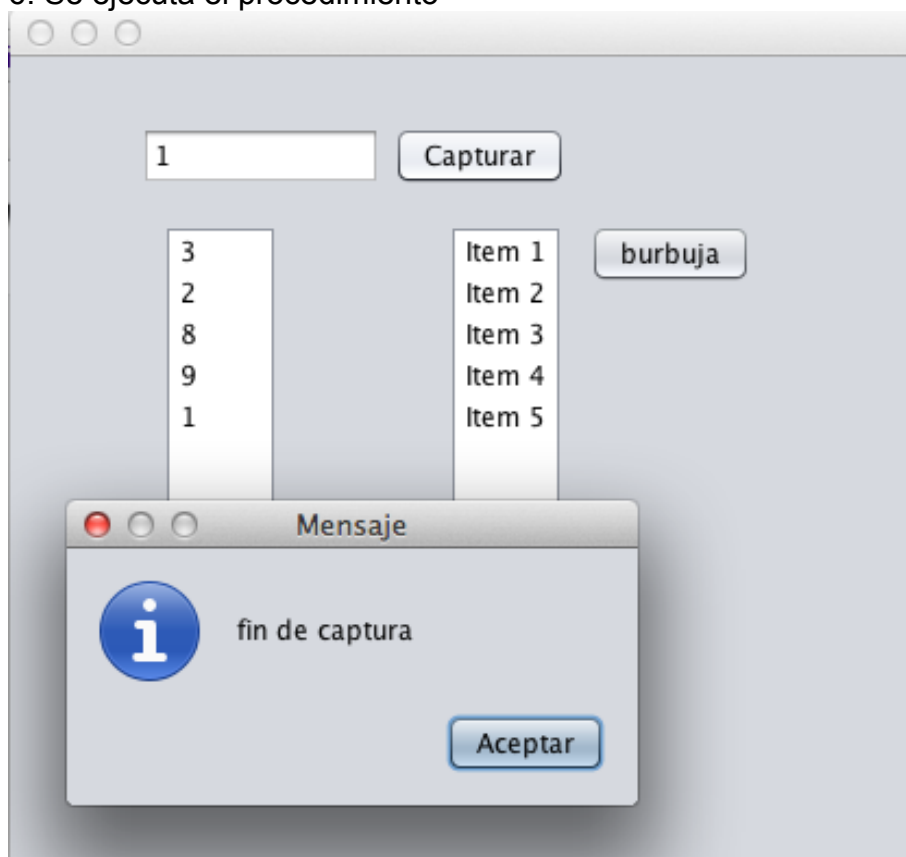 1 Capturar
3 Item 1 burbuja
2 Item 2
8 Item 3
9 Item 4
1 Item 5
Mensaje
fin de captura
Aceptar